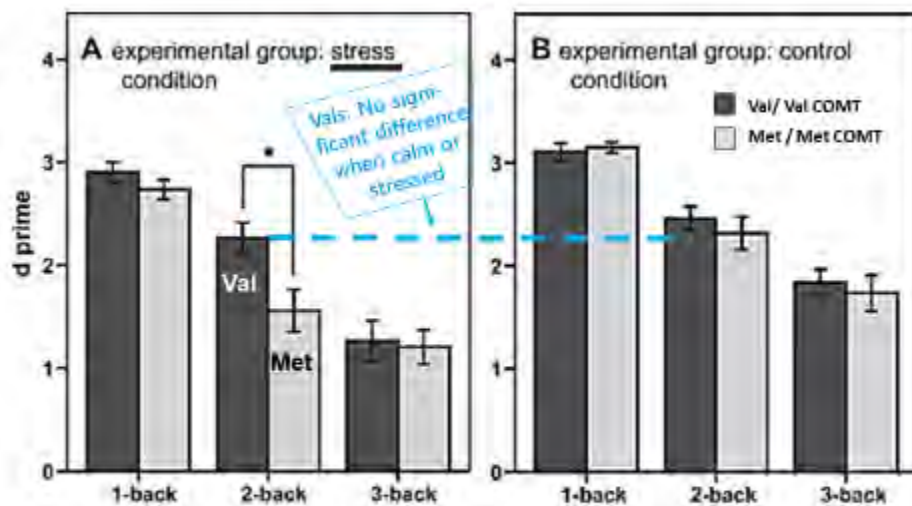 A experimental group: stress
condition
4
3
2
1
0
d prime
*
Val
Met
1-back
2-back
3-back
Vals: No signi-
ficant difference
when calm or
stressed
B experimental group: control
condition
Val/ Val COMT
Met / Met COMT
4
3
2
1
0
1-back
2-back
3-back